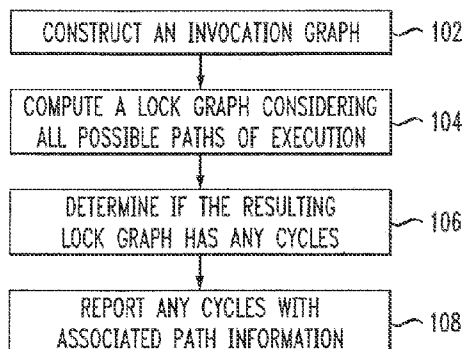 CONSTRUCT AN INVOCATION GRAPH
102
COMPUTE A LOCK GRAPH CONSIDERING
ALL POSSIBLE PATHS OF EXECUTION
104
DETERMINE IF THE RESULTING
LOCK GRAPH HAS ANY CYCLES
106
REPORT ANY CYCLES WITH
ASSOCIATED PATH INFORMATION
108